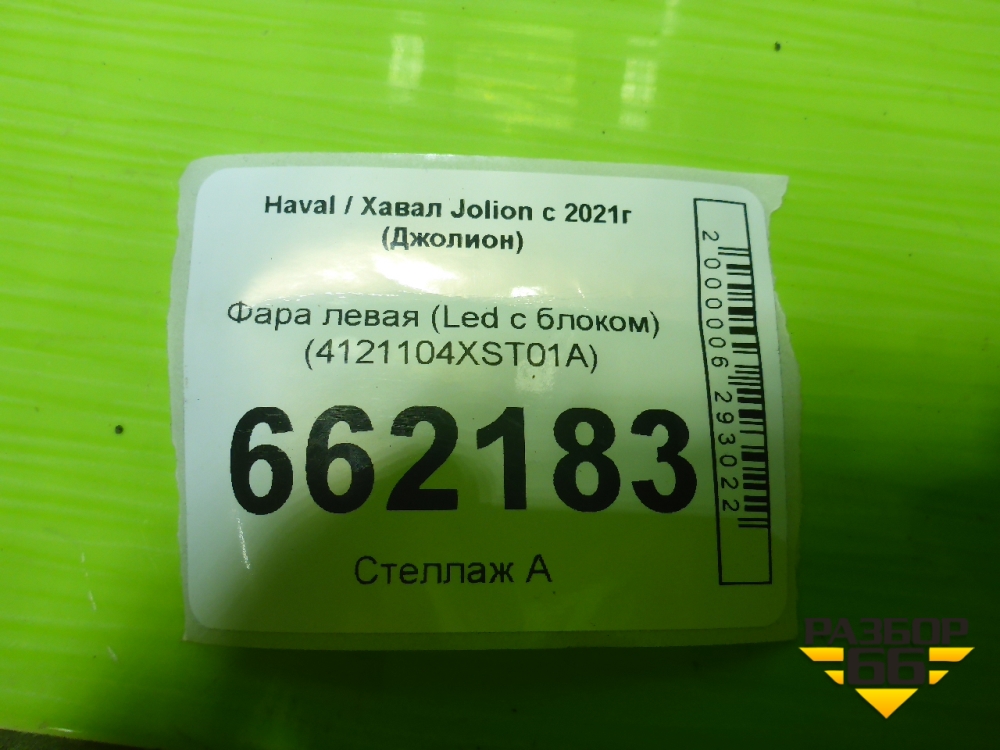 Haval / Хавал Jolion с 2021г
(Джолион)
Фара левая (Led с блоком)
(4121104XST01A)
662183
Стеллаж А
2000006293022
РАЗБОР
66